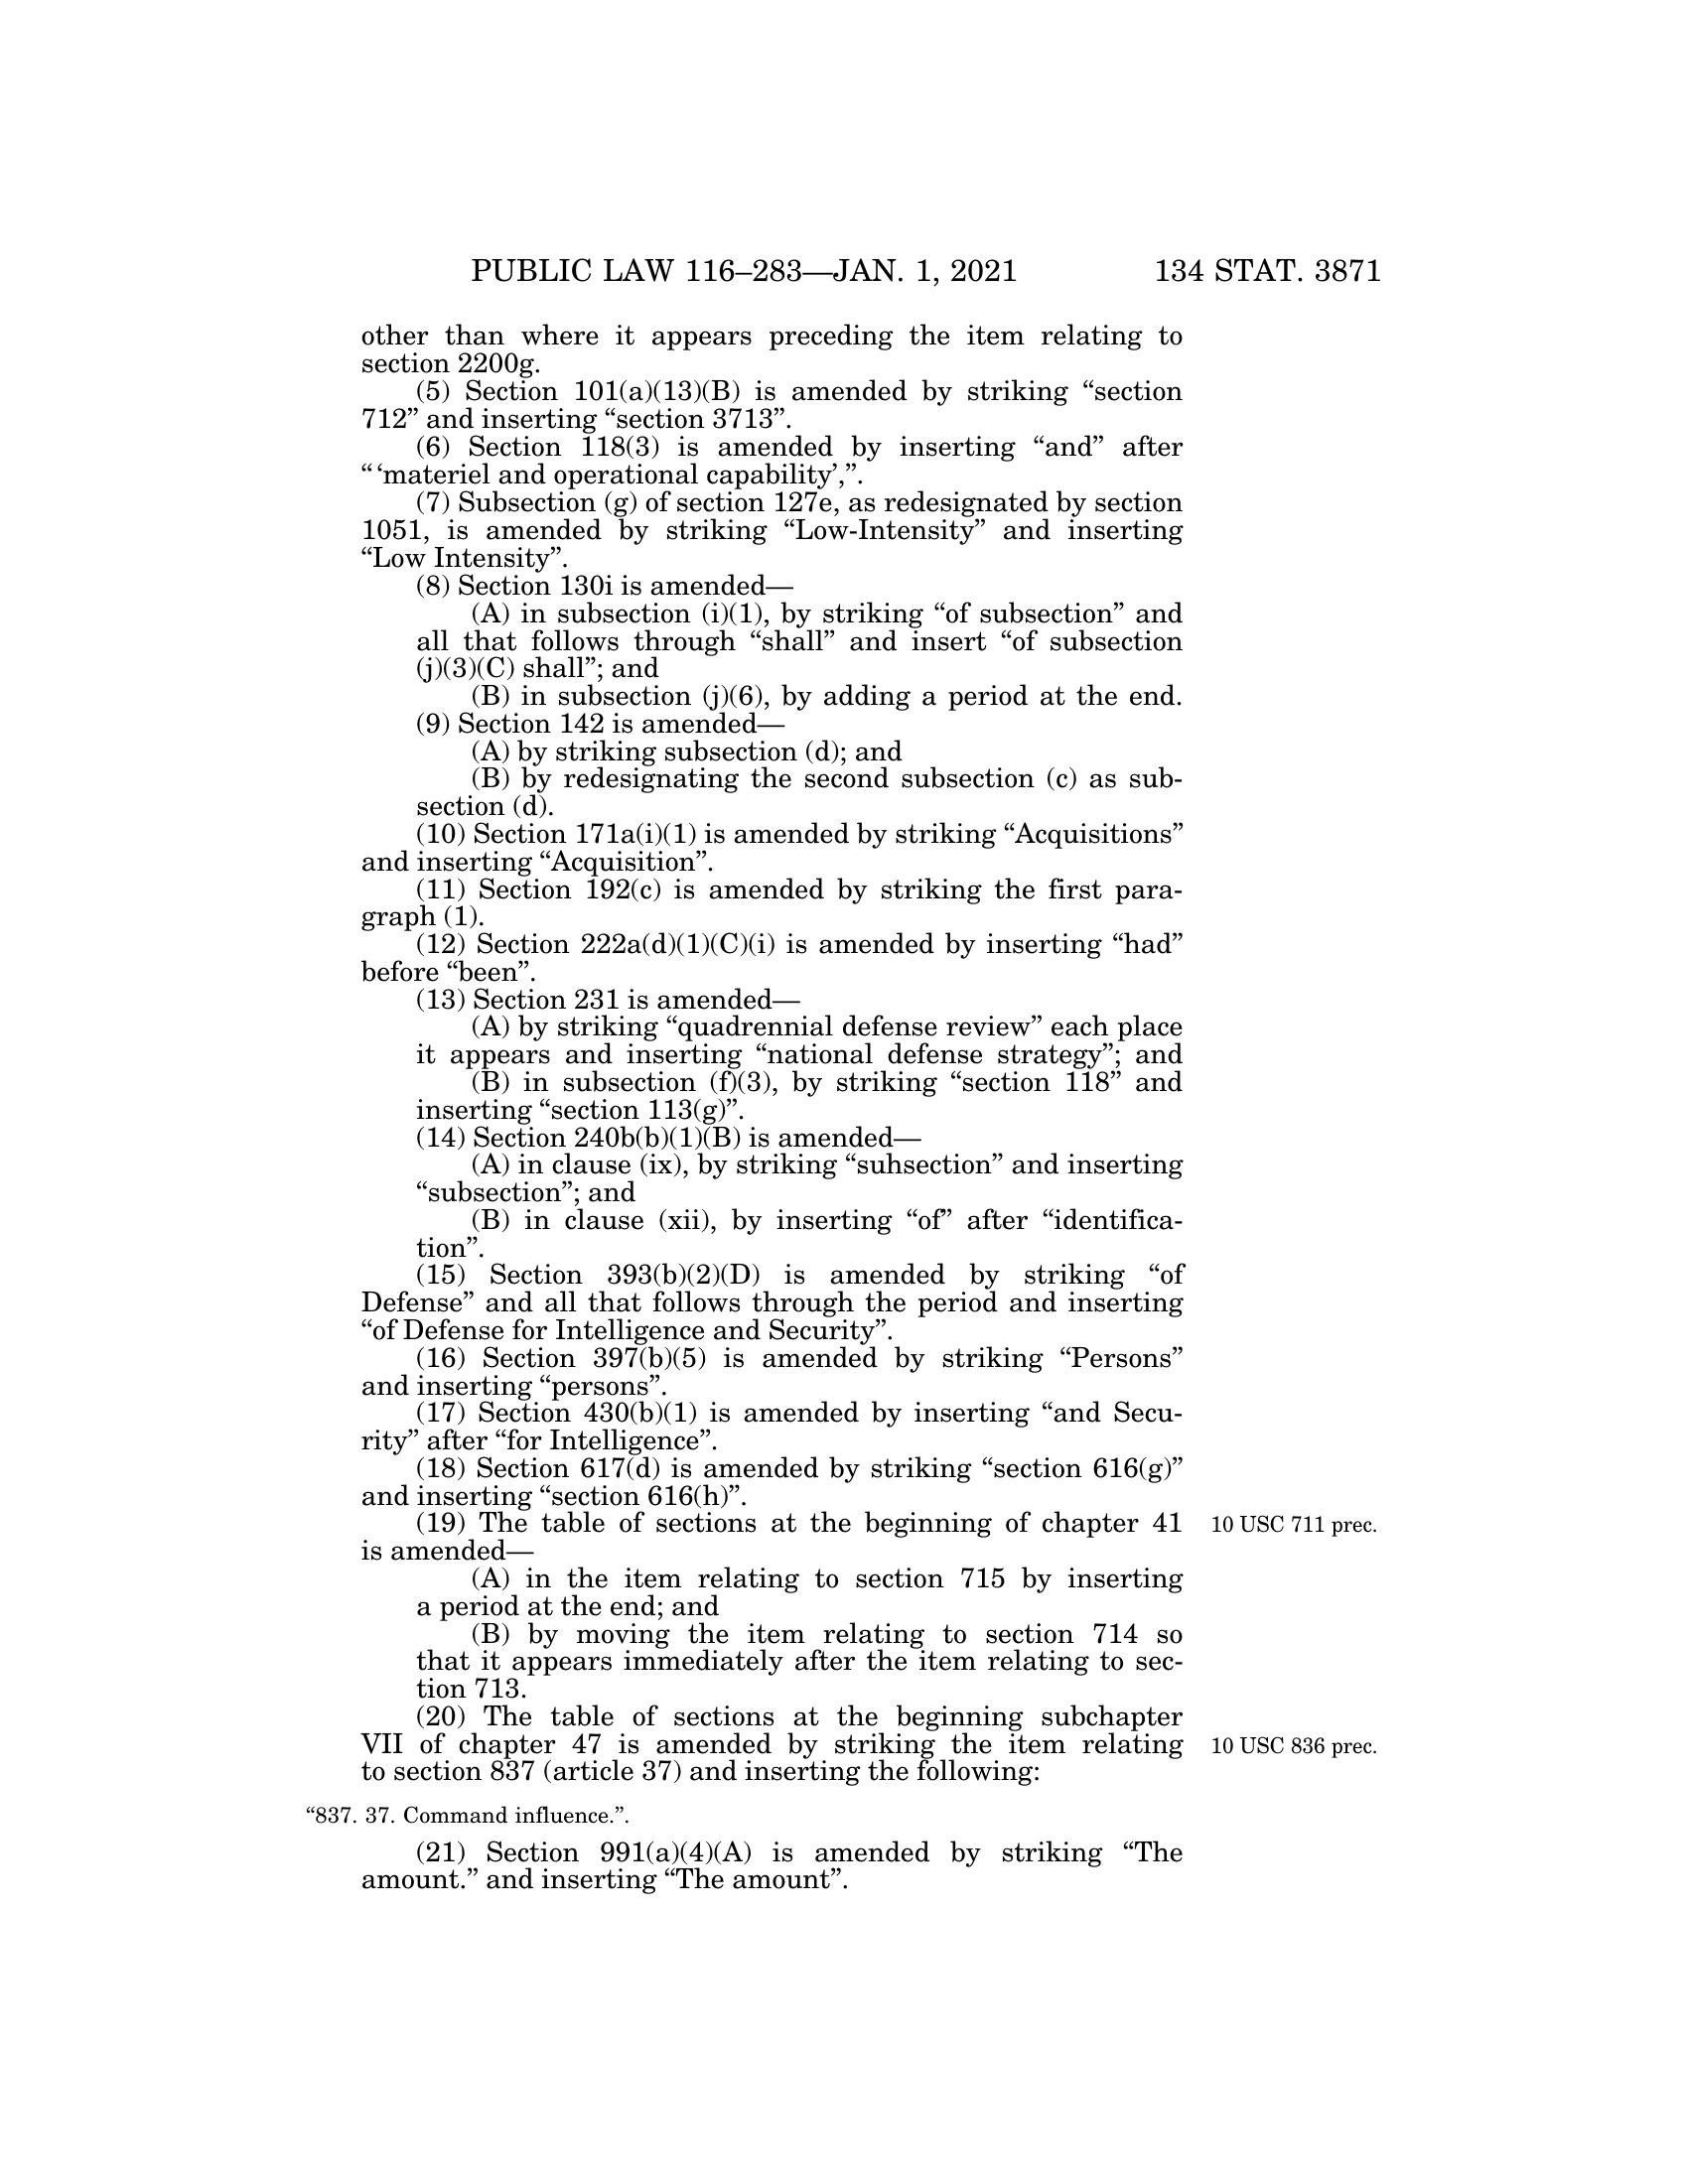 PUBLIC LAW 116–283—JAN. 1, 2021 134 STAT. 3871
other than where it appears preceding the item relating to
section 2200g.
(5) Section 101(a)(13)(B) is amended by striking “section
712” and inserting “section 3713”.
(6) Section 118(3) is amended by inserting “and” after
“ ‘materiel and operational capability’,”.
(7) Subsection (g) of section 127e, as redesignated by section
1051, is amended by striking “Low-Intensity” and inserting
“Low Intensity”.
(8) Section 130i is amended—
(A) in subsection (i)(1), by striking “of subsection” and
all that follows through “shall” and insert “of subsection
(j)(3)(C) shall”; and
(B) in subsection (j)(6), by adding a period at the end.
(9) Section 142 is amended—
(A) by striking subsection (d); and
(B) by redesignating the second subsection (c) as sub-
section (d).
(10) Section 171a(i)(1) is amended by striking “Acquisitions”
and inserting “Acquisition”.
(11) Section 192(c) is amended by striking the first para-
graph (1).
(12) Section 222a(d)(1)(C)(i) is amended by inserting “had”
before “been”.
(13) Section 231 is amended—
(A) by striking “quadrennial defense review” each place
it appears and inserting “national defense strategy”; and
(B) in subsection (f)(3), by striking “section 118” and
inserting “section 113(g)”.
(14) Section 240b(b)(1)(B) is amended—
(A) in clause (ix), by striking “suhsection” and inserting
“subsection”; and
(B) in clause (xii), by inserting “of” after “identifica-
tion”.
(15) Section 393(b)(2)(D) is amended by striking “of
Defense” and all that follows through the period and inserting
“of Defense for Intelligence and Security”.
(16) Section 397(b)(5) is amended by striking “Persons”
and inserting “persons”.
(17) Section 430(b)(1) is amended by inserting “and Secu-
rity” after “for Intelligence”.
(18) Section 617(d) is amended by striking “section 616(g)”
and inserting “section 616(h)”.
(19) The table of sections at the beginning of chapter 41 10 USC 711 prec.
is amended—
(A) in the item relating to section 715 by inserting
a period at the end; and
(B) by moving the item relating to section 714 so
that it appears immediately after the item relating to sec-
tion 713.
(20) The table of sections at the beginning subchapter
VII of chapter 47 is amended by striking the item relating 10 USC 836 prec.
to section 837 (article 37) and inserting the following:
“837. 37. Command influence.”.
(21) Section 991(a)(4)(A) is amended by striking “The
amount.” and inserting “The amount”.